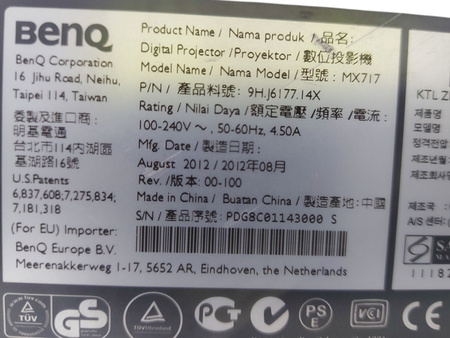 BenQ
BenQ Corporation
16 Jihu Road, Neihu,
Taipei 114, Taiwan
委製及進口商：
明基電通
台北市114內湖區
基湖路16號
U.S.Patents
6,837,608;7,275,834;
7,181,318
(For EU) Importer:
BenQ Europe B.V.
Meerenakkerweg 1-17, 5652 AR, Eindhoven, the Netherlands
Product Name / Nama produk / 品名：
Digital Projector /Proyektor / 數位投影機
Model Name / Nama Model / 型號： MX717
P/N / 產品料號： 9H.J6177.14X
Rating / Nilai Daya / 額定電壓 /頻率 / 電流：
100-240V ~, 50-60Hz, 4.50A
Mfg. Date / 製造日期：
August 2012 / 2012年08月
Rev. /版本: 00-100
Made in China / Buatan China / 製造產地: 中國
S/N / 產品序號: PDG8C01143000 S
KTL Z
제품명
모델명
정격전압
제조년월
제조회사
제조국
A/S 센터:
1118
TÜV
GS
TÜV
PG
C
PS
E
VCI
CE